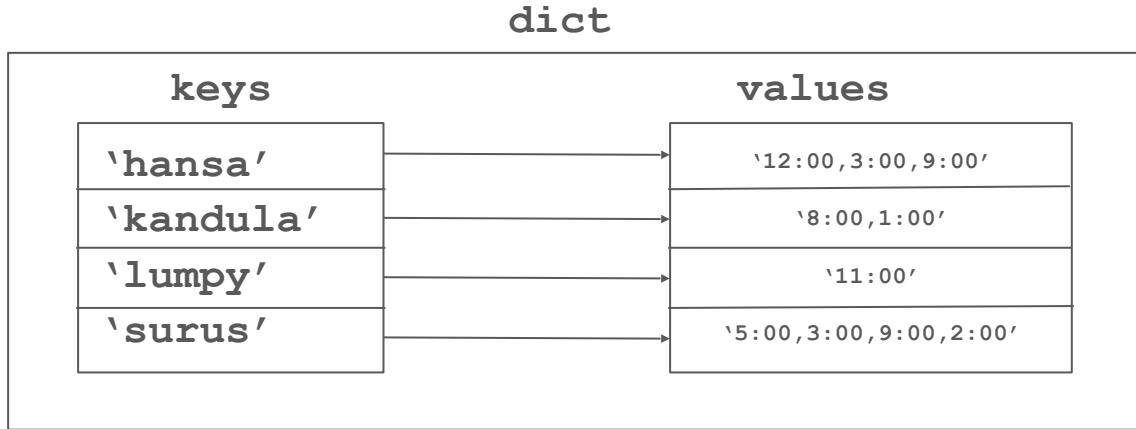 dict
keys values
‘hansa’ ‘12:00,3:00,9:00’
‘kandula’ ‘8:00,1:00’
‘lumpy’ ‘11:00’
‘surus’ ‘5:00,3:00,9:00,2:00’